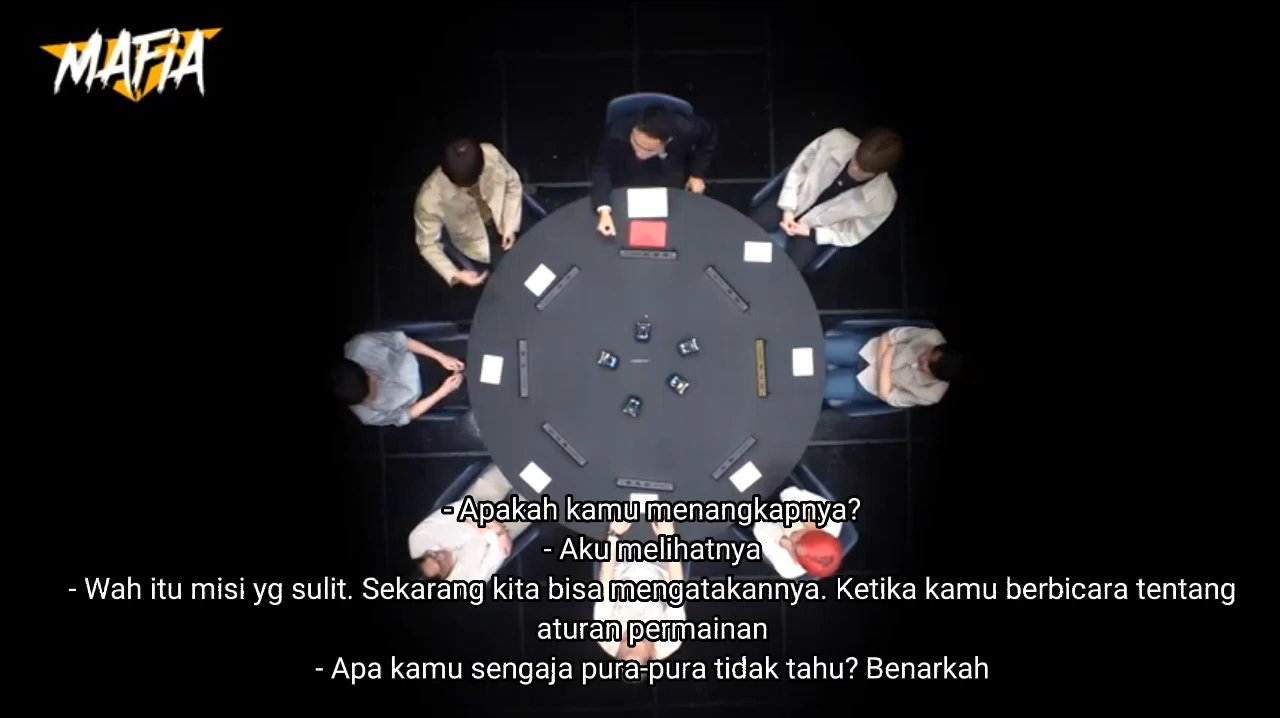 MAFiA
- Apakah kamu menangkapnya?
- Aku melihatnya
- Wah itu misi yg sulit. Sekarang kita bisa mengatakannya. Ketika kamu berbicara tentang
aturan permainan
- Apa kamu sengaja pura-pura tidak tahu? Benarkah